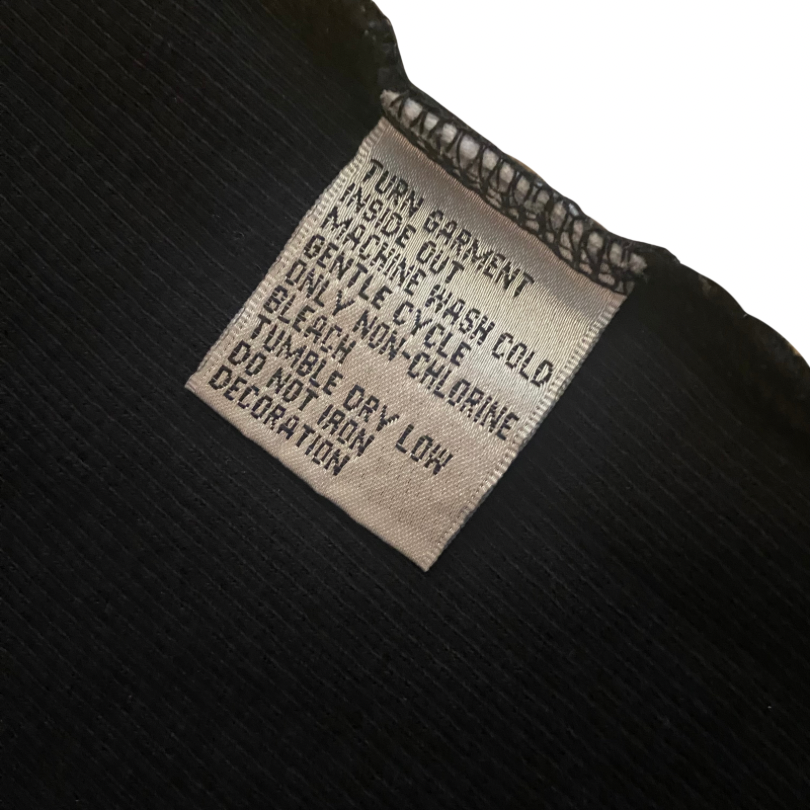 TURN GARMENT
INSIDE OUT
MACHINE WASH COLD
GENTLE CYCLE
ONLY NON-CHLORINE
BLEACH
TUMBLE DRY LOW
DO NOT IRON
DECORATION